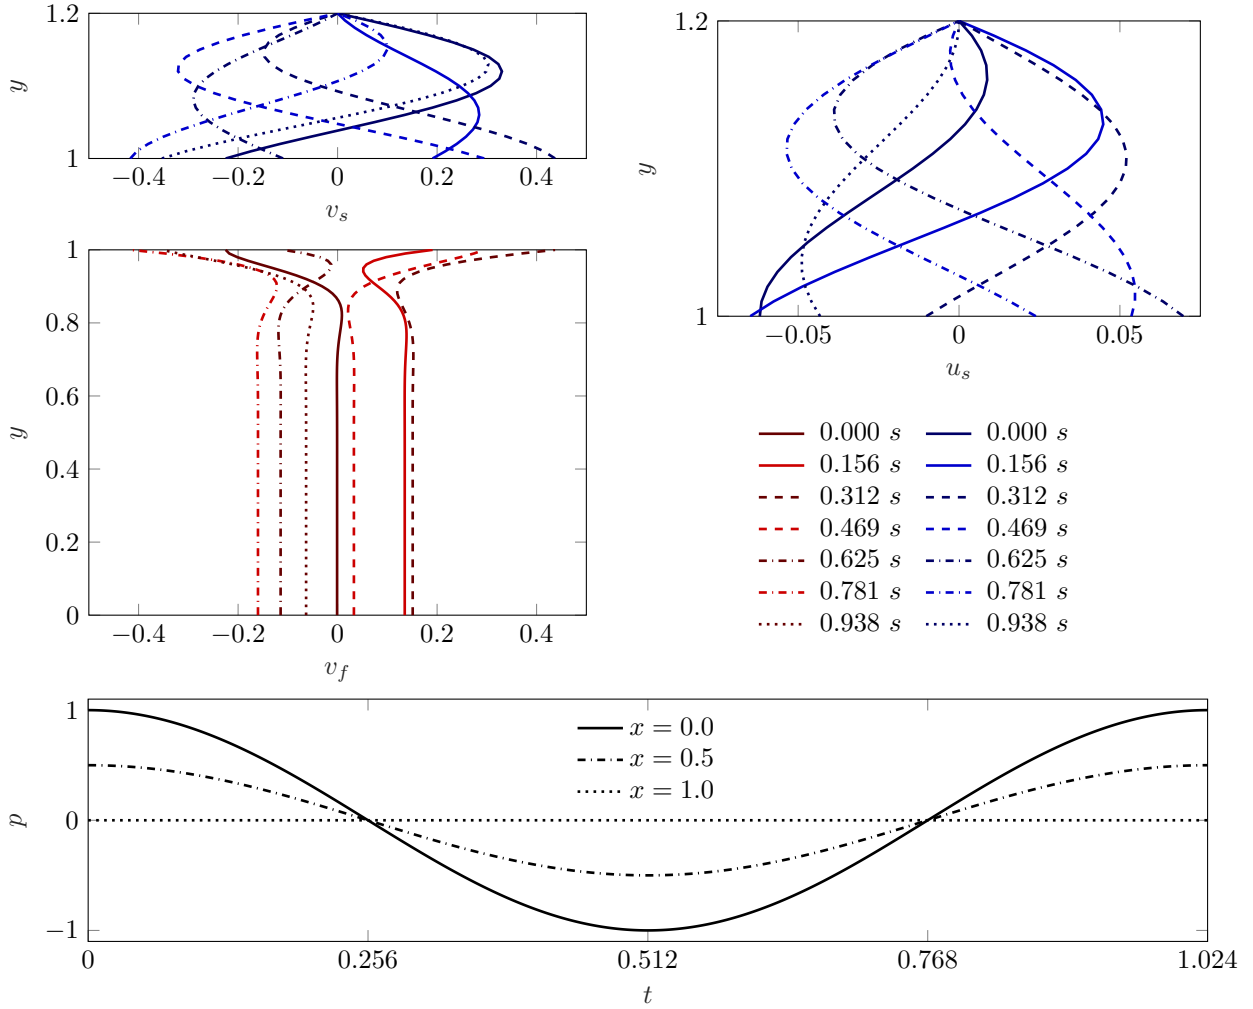 1.2
y
1
−0.4 −0.2 0 0.2 0.4
v_s
1.2
y
1
−0.05 0 0.05
u_s
1
0.8
0.6
y
0.4
0.2
0
−0.4 −0.2 0 0.2 0.4
v_f
0.000 s 0.000 s
0.156 s 0.156 s
0.312 s 0.312 s
0.469 s 0.469 s
0.625 s 0.625 s
0.781 s 0.781 s
0.938 s 0.938 s
1
x = 0.0
x = 0.5
x = 1.0
p
0
−1
0 0.256 0.512 0.768 1.024
t